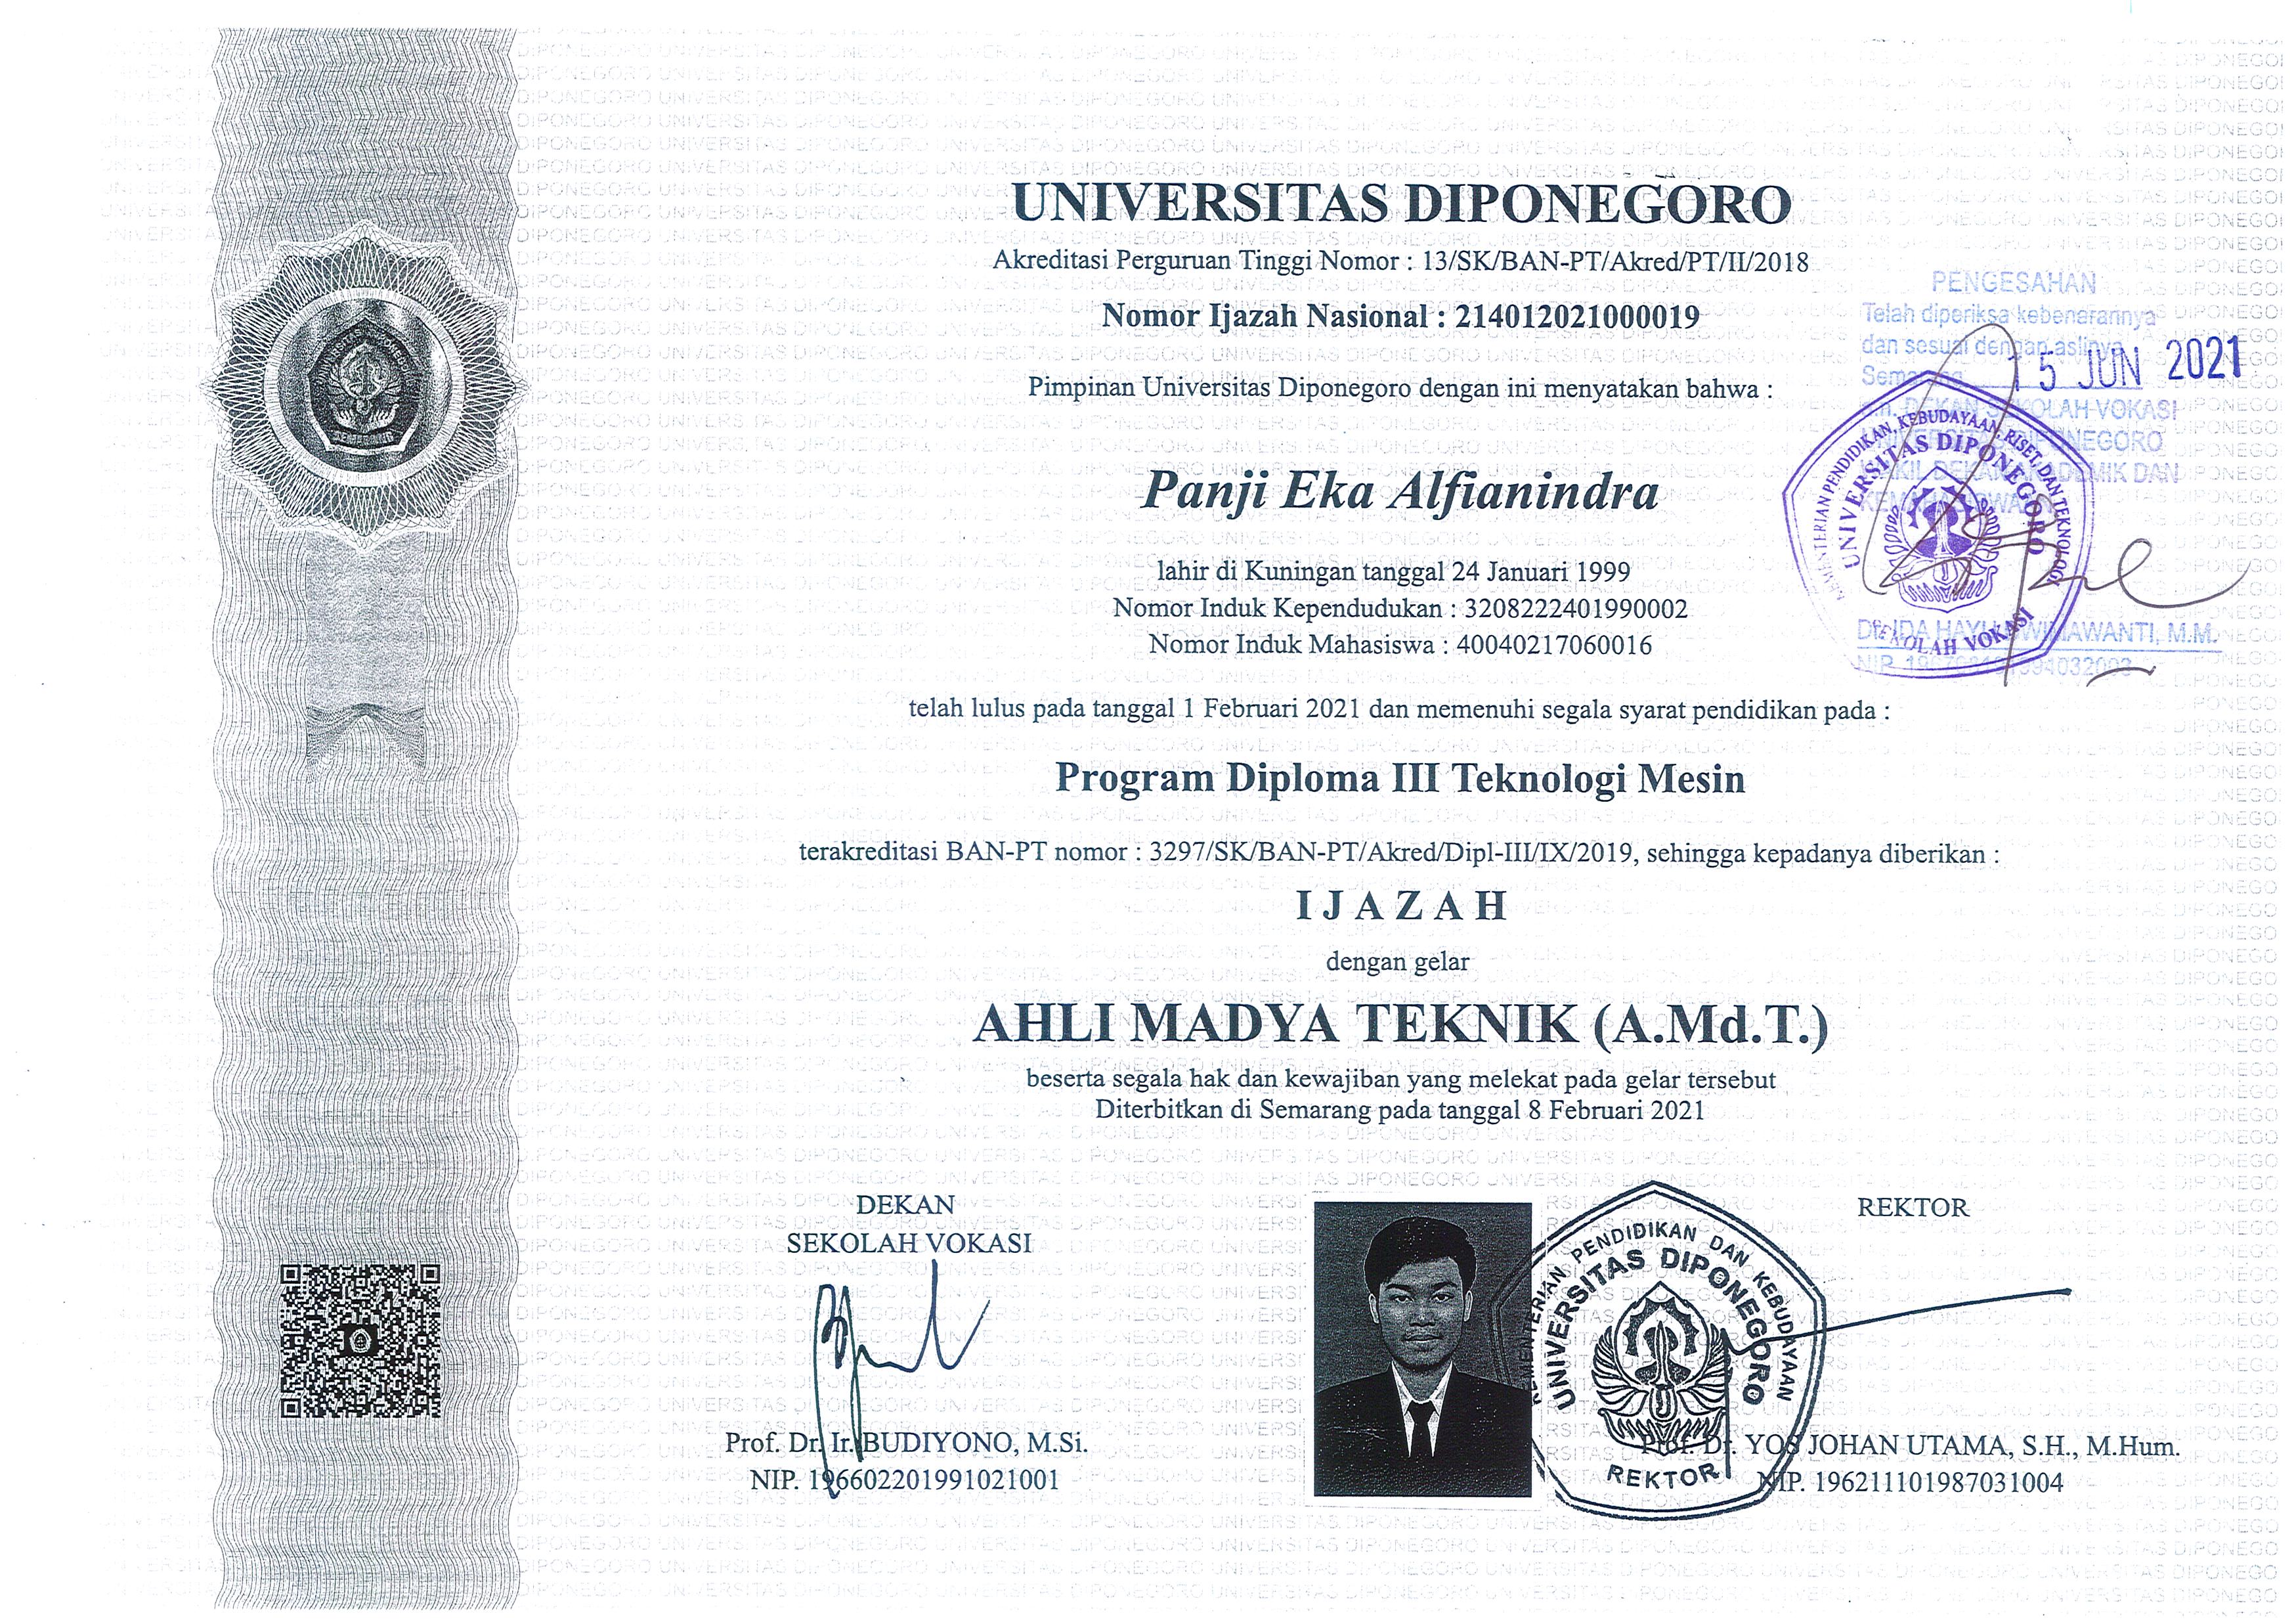 UNIVERSITAS DIPONEGORO
Akreditasi Perguruan Tinggi Nomor : 13/SK/BAN-PT/Akred/PT/II/2018
Nomor Ijazah Nasional : 214012021000019
Pimpinan Universitas Diponegoro dengan ini menyatakan bahwa :
Panji Eka Alfianindra
lahir di Kuningan tanggal 24 Januari 1999
Nomor Induk Kependudukan : 3208222401990002
Nomor Induk Mahasiswa : 40040217060016
telah lulus pada tanggal 1 Februari 2021 dan memenuhi segala syarat pendidikan pada :
Program Diploma III Teknologi Mesin
terakreditasi BAN-PT nomor : 3297/SK/BAN-PT/Akred/Dipl-III/IX/2019, sehingga kepadanya diberikan :
IJAZAH
dengan gelar
AHLI MADYA TEKNIK (A.Md.T.)
beserta segala hak dan kewajiban yang melekat pada gelar tersebut
Diterbitkan di Semarang pada tanggal 8 Februari 2021
DEKAN
SEKOLAH VOKASI
Prof. Dr. Ir. BUDIYONO, M.Si.
NIP. 196602201991021001
REKTOR
Prof. Dr. YOS JOHAN UTAMA, S.H., M.Hum.
NIP. 196211101987031004
KEMENTERIAN PENDIDIKAN DAN KEBUDAYAAN
UNIVERSITAS DIPONEGORO
REKTOR
PENGESAHAN
Telah diperiksa kebenarannya
dan sesuai dengan aslinya
Semarang 15 JUN 2021
DEKAN SEKOLAH VOKASI
UNIVERSITAS DIPONEGORO
WAKIL DEKAN AKADEMIK DAN
KEMAHASISWAAN
KEMENTERIAN PENDIDIKAN, KEBUDAYAAN, RISET, DAN TEKNOLOGI
UNIVERSITAS DIPONEGORO
SEKOLAH VOKASI
IDA HAYU DWIMAWANTI, M.M.
NIP.
SEMARANG